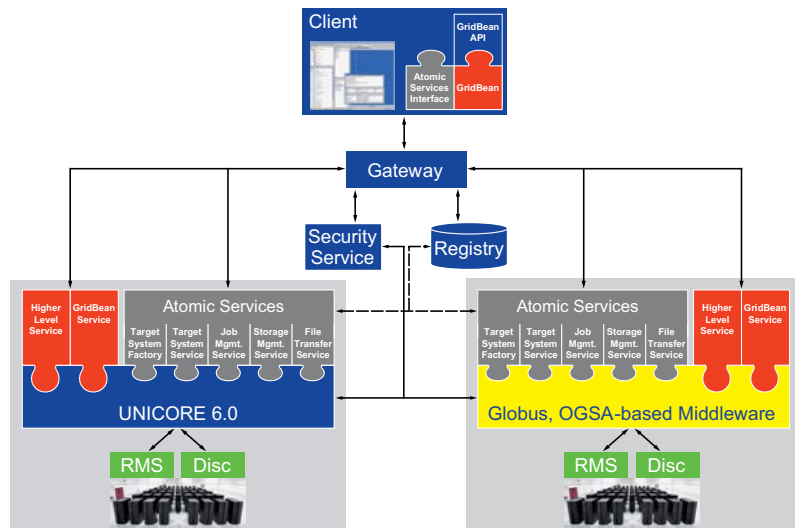 Client
GridBean
API
Atomic
Services
Interface
GridBean
Gateway
Security
Service
Registry
Higher
Level
Service
GridBean
Service
Atomic Services
Target
System
Factory
Target
System
Service
Job
Mgmt.
Service
Storage
Mgmt.
Service
File
Transfer
Service
UNICORE 6.0
RMS
Disc
Atomic Services
Target
System
Factory
Target
System
Service
Job
Mgmt.
Service
Storage
Mgmt.
Service
File
Transfer
Service
Higher
Level
Service
GridBean
Service
Globus, OGSA-based Middleware
RMS
Disc